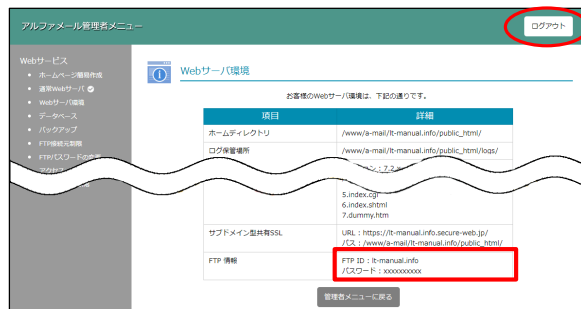 アルファメール管理者メニュー
ログアウト
Webサービス
ホームページ簡易作成
通常Webサーバ
Webサーバ環境
データベース
バックアップ
FTP接続元制限
FTPパスワードの変更
Webサーバ環境
お客様のWebサーバ環境は、下記の通りです。
項目 詳細
ホームディレクトリ /www/a-mail/lt-manual.info/public_html/
ログ保管場所 /www/a-mail/lt-manual.info/public_html/logs/
5.index.cgi
6.index.shtml
7.dummy.htm
サブドメイン型共有SSL URL：https://lt-manual.info.secure-web.jp/
パス：/www/a-mail/lt-manual.info/public_html/
FTP 情報 FTP ID：lt-manual.info
パスワード：xxxxxxxxxx
管理者メニューに戻る